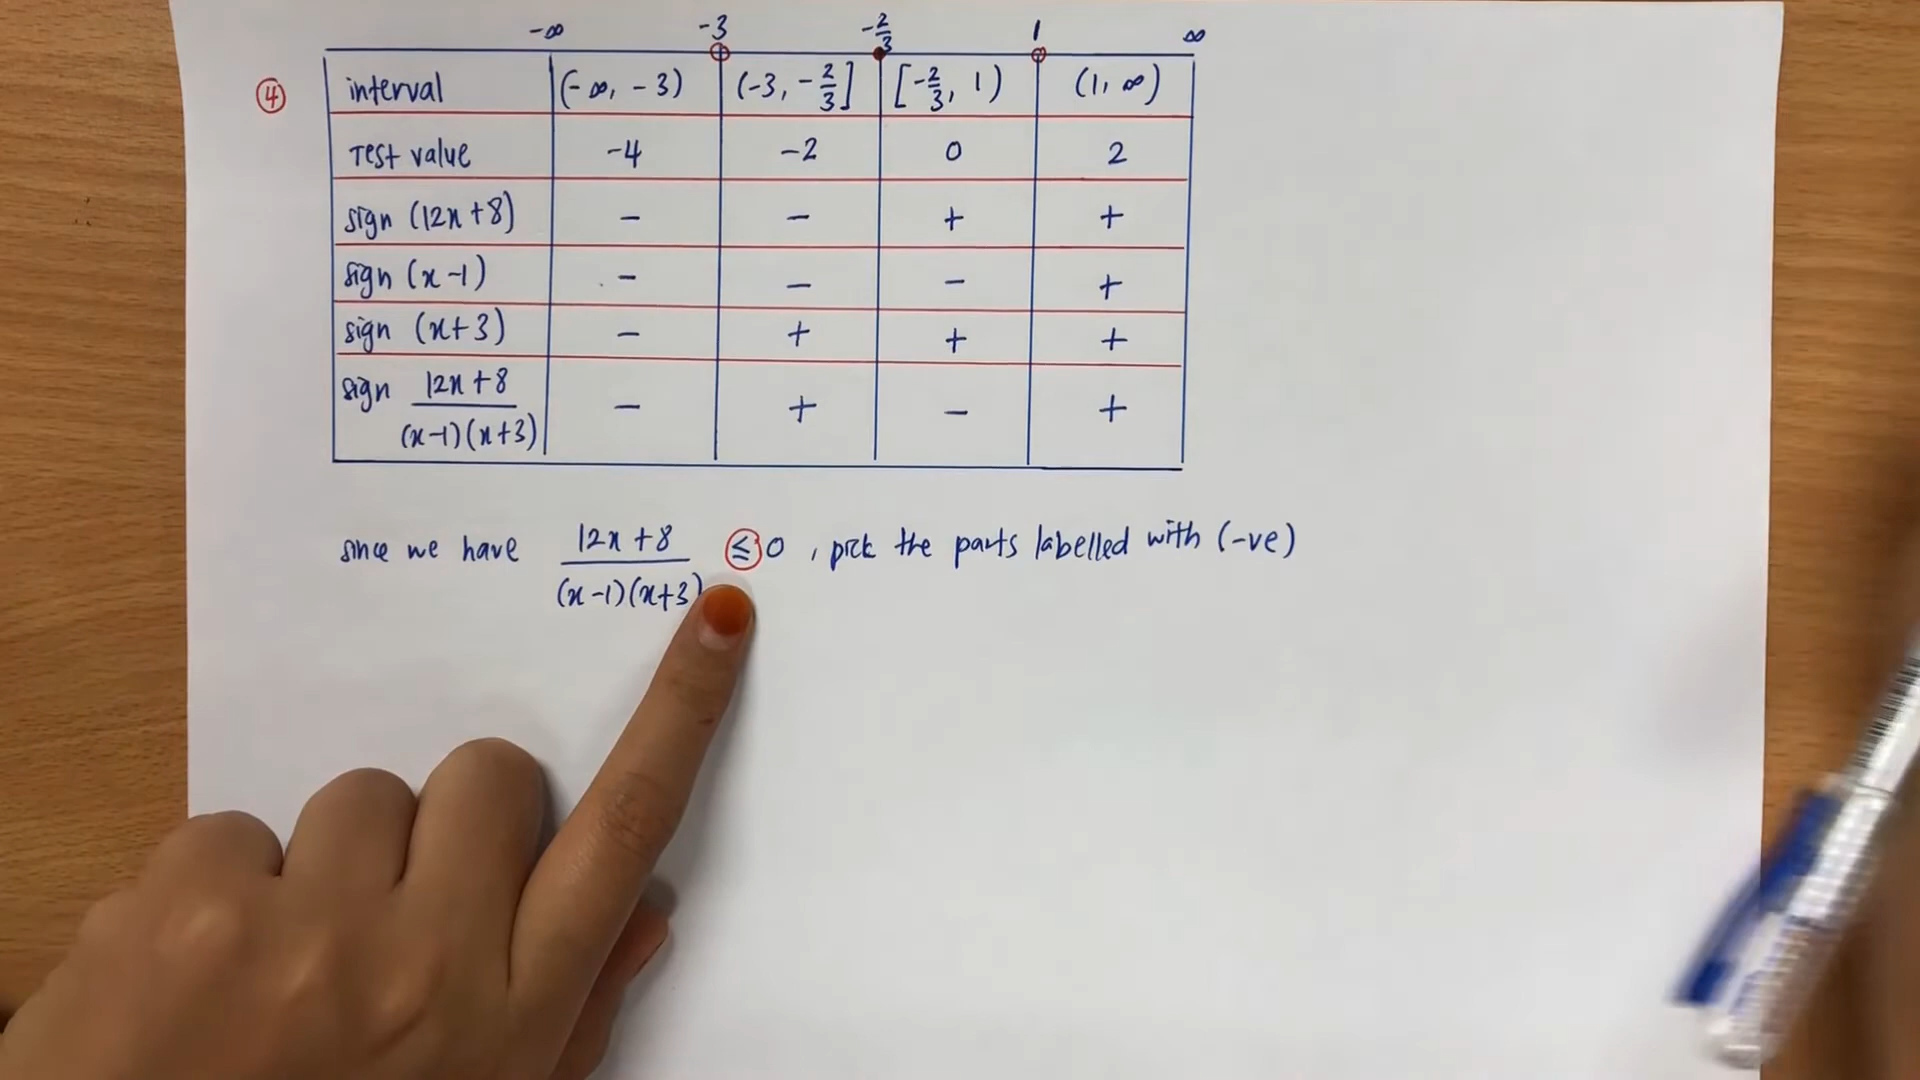 -∞ -3 -2/3 1 ∞
④ interval (-∞, -3) (-3, -2/3] [-2/3, 1) (1, ∞)
Test value -4 -2 0 2
sign (12x+8) - - + +
sign (x-1) - - - +
sign (x+3) - + + +
sign (12x+8)/((x-1)(x+3)) - + - +
since we have (12x+8)/((x-1)(x+3)) ≤ 0, pick the parts labelled with (-ve)